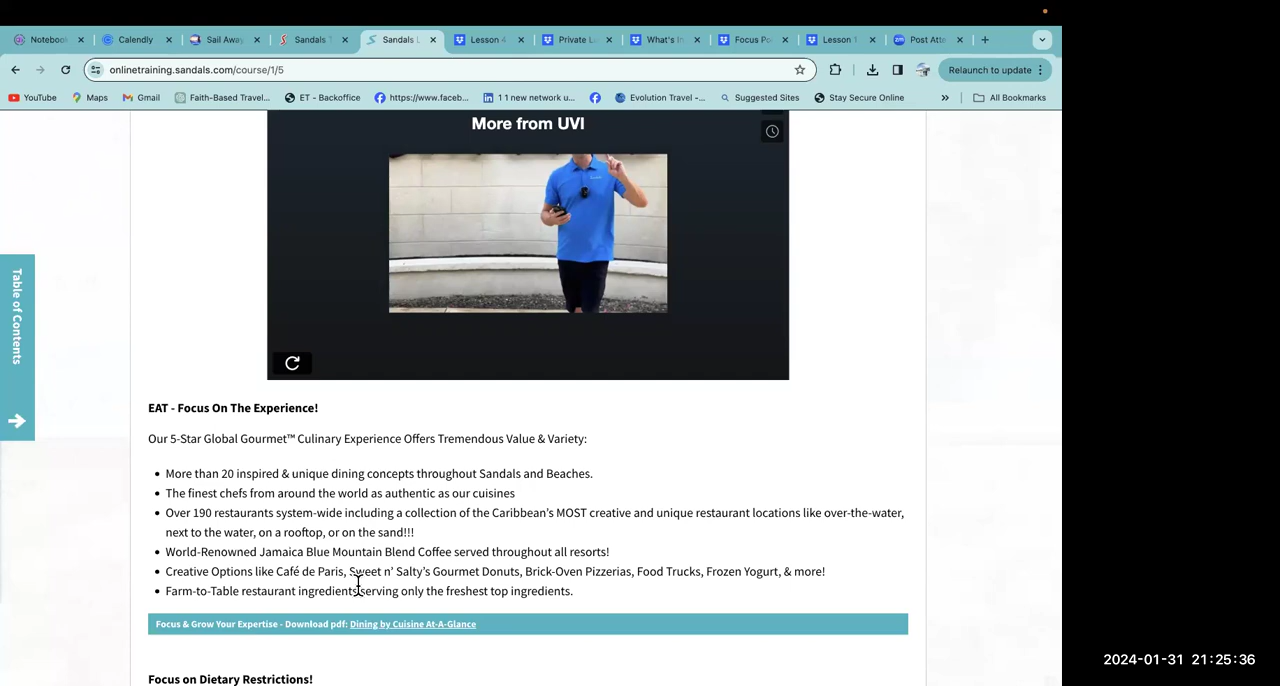 Notebook
Calendly
Sail Away
Sandals T
Sandals L
Lesson 4
Private L
What's In
Focus Po
Lesson 1
Post Atte
onlinetraining.sandals.com/course/1/5
Relaunch to update
YouTube
Maps
Gmail
Faith-Based Travel...
ET - Backoffice
https://www.faceb...
1 1 new network u...
Evolution Travel –...
Suggested Sites
Stay Secure Online
All Bookmarks
More from UVI
Table of Contents
EAT - Focus On The Experience!
Our 5-Star Global Gourmet™ Culinary Experience Offers Tremendous Value & Variety:
More than 20 inspired & unique dining concepts throughout Sandals and Beaches.
The finest chefs from around the world as authentic as our cuisines
Over 190 restaurants system-wide including a collection of the Caribbean's MOST creative and unique restaurant locations like over-the-water,
next to the water, on a rooftop, or on the sand!!!
World-Renowned Jamaica Blue Mountain Blend Coffee served throughout all resorts!
Creative Options like Café de Paris, Sweet n' Salty's Gourmet Donuts, Brick-Oven Pizzerias, Food Trucks, Frozen Yogurt, & more!
Farm-to-Table restaurant ingredients serving only the freshest top ingredients.
Focus & Grow Your Expertise - Download pdf: Dining by Cuisine At-A-Glance
Focus on Dietary Restrictions!
2024-01-31 21:25:36